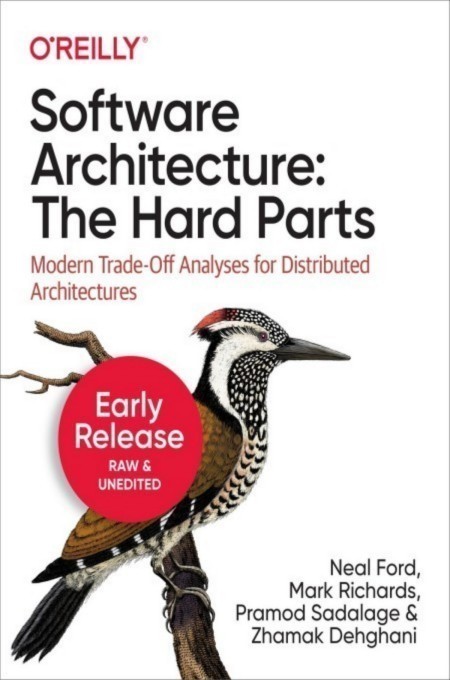 O'REILLY®
Software
Architecture:
The Hard Parts
Modern Trade-Off Analyses for Distributed
Architectures
Early
Release
RAW &
UNEDITED
Neal Ford,
Mark Richards,
Pramod Sadalage &
Zhamak Dehghani